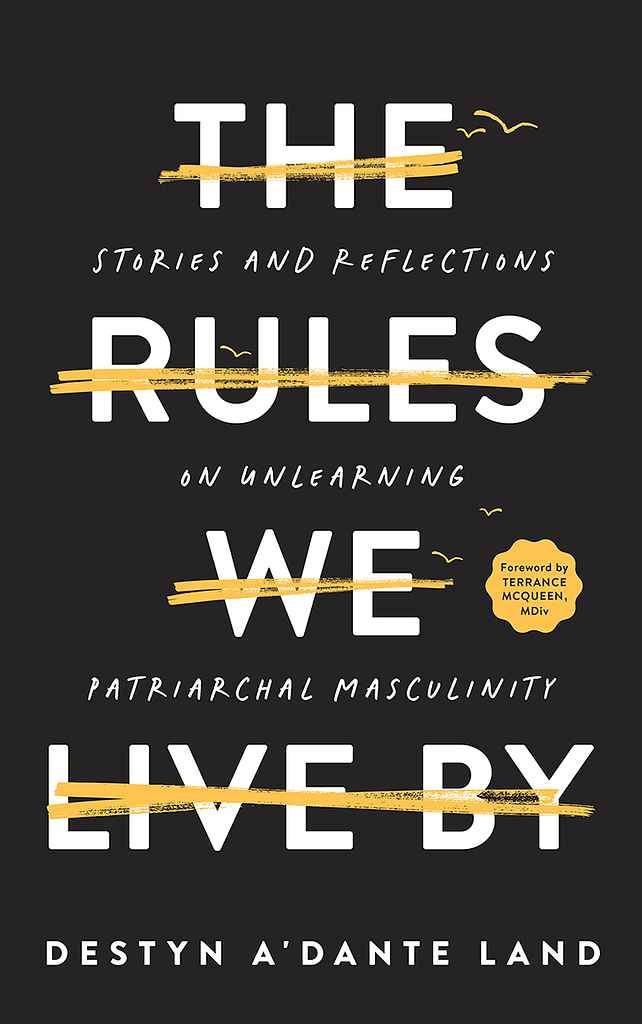 THE
STORIES AND REFLECTIONS
RULES
ON UNLEARNING
WE
Foreword by
TERRANCE
MCQUEEN,
MDiv
PATRIARCHAL MASCULINITY
LIVE BY
DESTYN A'DANTE LAND